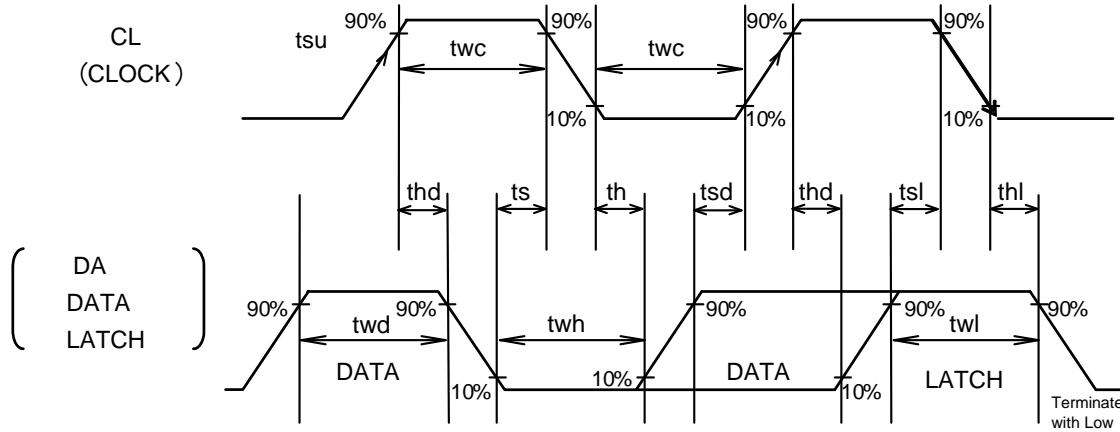 CL
（CLOCK）
tsu
90%
90%
90%
90%
twc
twc
10%
10%
10%
thd
ts
th
tsd
thd
tsl
thl
DA
DATA
LATCH
90%
90%
90%
90%
90%
twd
twh
twl
DATA
DATA
LATCH
10%
10%
10%
Terminate
with Low